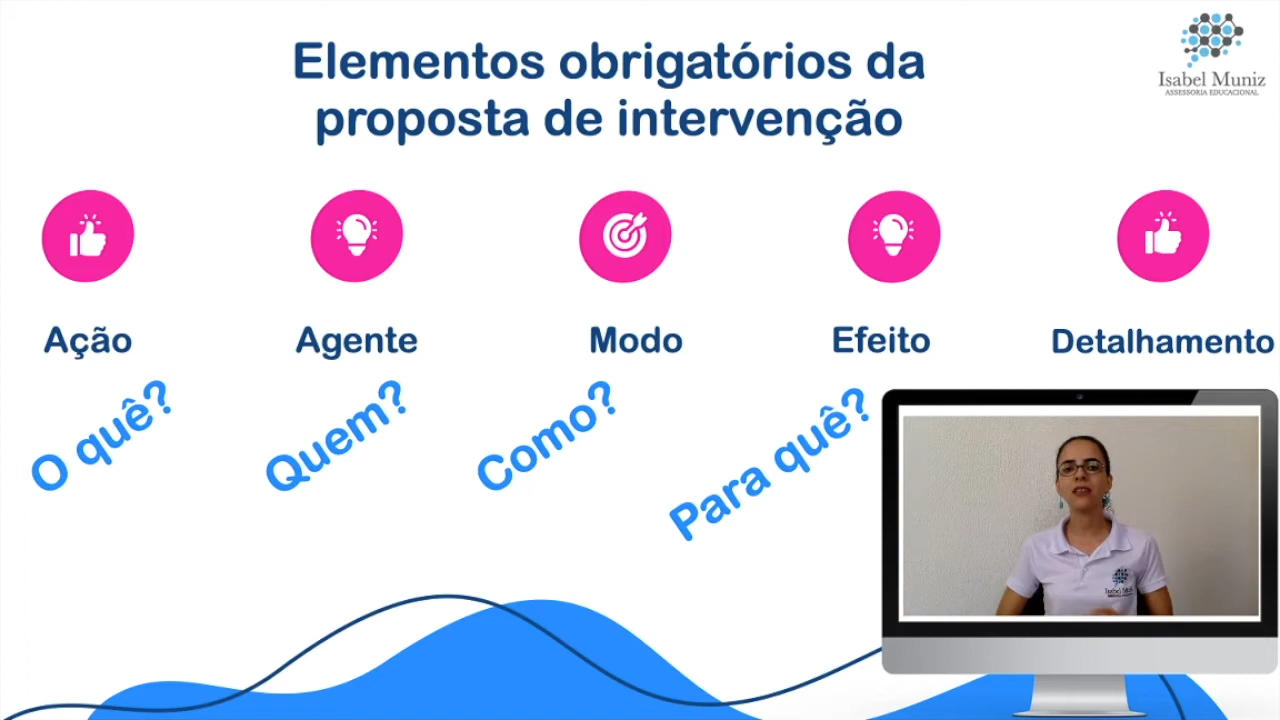 Elementos obrigatórios da
proposta de intervenção
Isabel Muniz
ASSESSORIA EDUCACIONAL
Ação
Agente
Modo
Efeito
Detalhamento
O quê?
Quem?
Como?
Para quê?